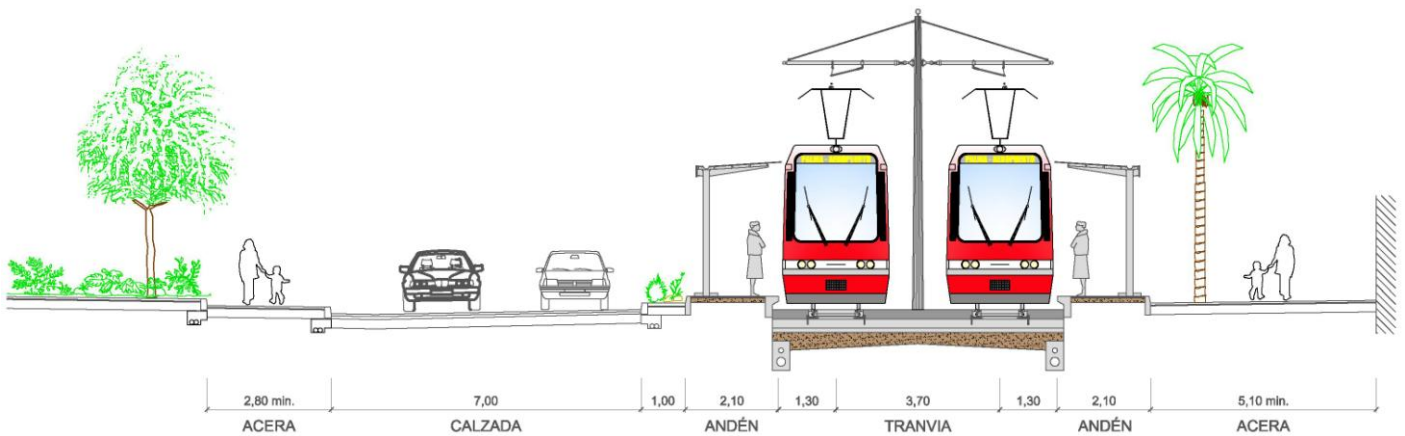 2,80 min. 7,00 1,00 2,10 1,30 3,70 1,30 2,10 5,10 min.
ACERA CALZADA ANDÉN TRANVIA ANDÉN ACERA